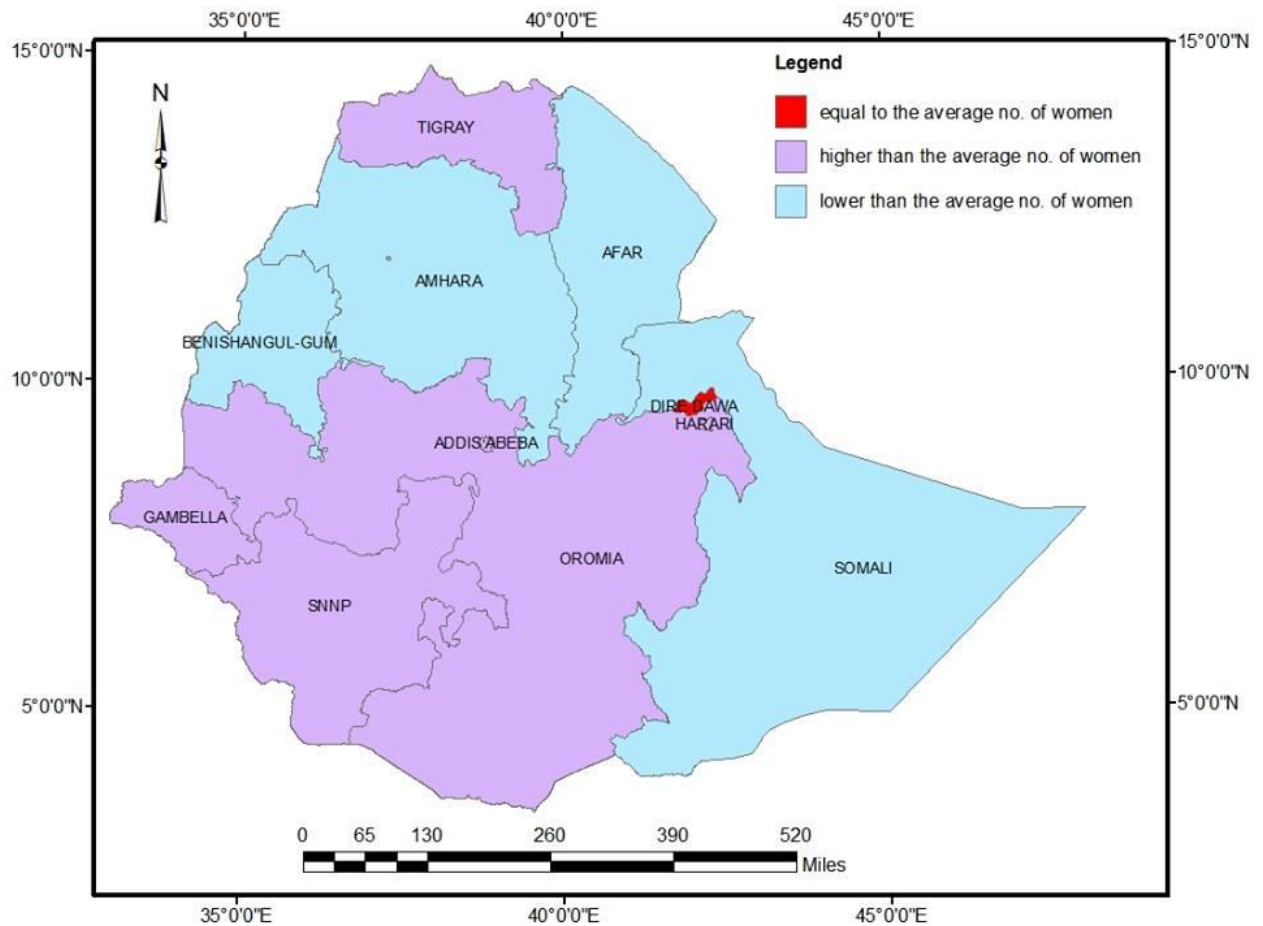 35°0'0"E 40°0'0"E 45°0'0"E
15°0'0"N 15°0'0"N
Legend
N
equal to the average no. of women
TIGRAY
higher than the average no. of women
lower than the average no. of women
AFAR
AMHARA
BENISHANGUL-GUM
10°0'0"N 10°0'0"N
DIRE DAWA
HARARI
ADDIS ABEBA
GAMBELLA
OROMIA
SOMALI
SNNP
5°0'0"N 5°0'0"N
0 65 130 260 390 520
Miles
35°0'0"E 40°0'0"E 45°0'0"E